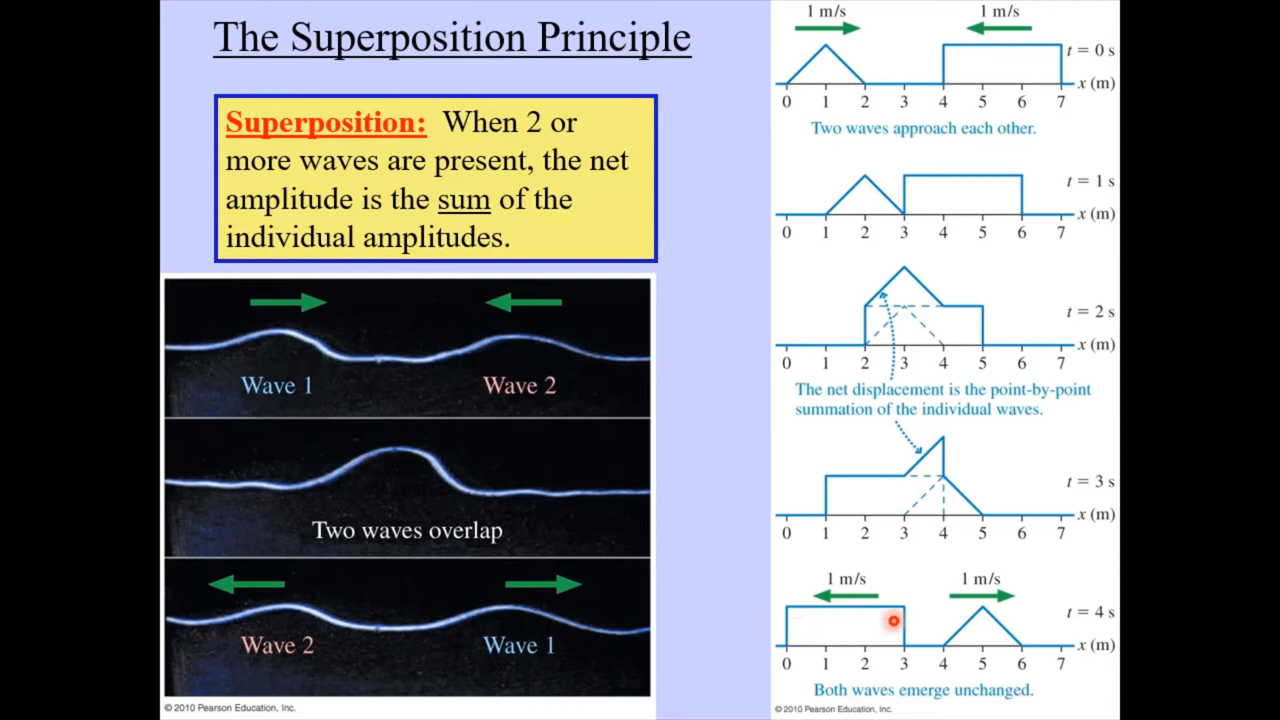 The Superposition Principle
Superposition: When 2 or
more waves are present, the net
amplitude is the sum of the
individual amplitudes.
Wave 1
Wave 2
Two waves overlap
Wave 2
Wave 1
© 2010 Pearson Education, Inc.
1 m/s 1 m/s
t = 0 s
x (m)
0 1 2 3 4 5 6 7
Two waves approach each other.
t = 1 s
x (m)
0 1 2 3 4 5 6 7
t = 2 s
x (m)
0 1 2 3 4 5 6 7
The net displacement is the point-by-point
summation of the individual waves.
t = 3 s
x (m)
0 1 2 3 4 5 6 7
1 m/s 1 m/s
t = 4 s
x (m)
0 1 2 3 4 5 6 7
Both waves emerge unchanged.
© 2010 Pearson Education, Inc.